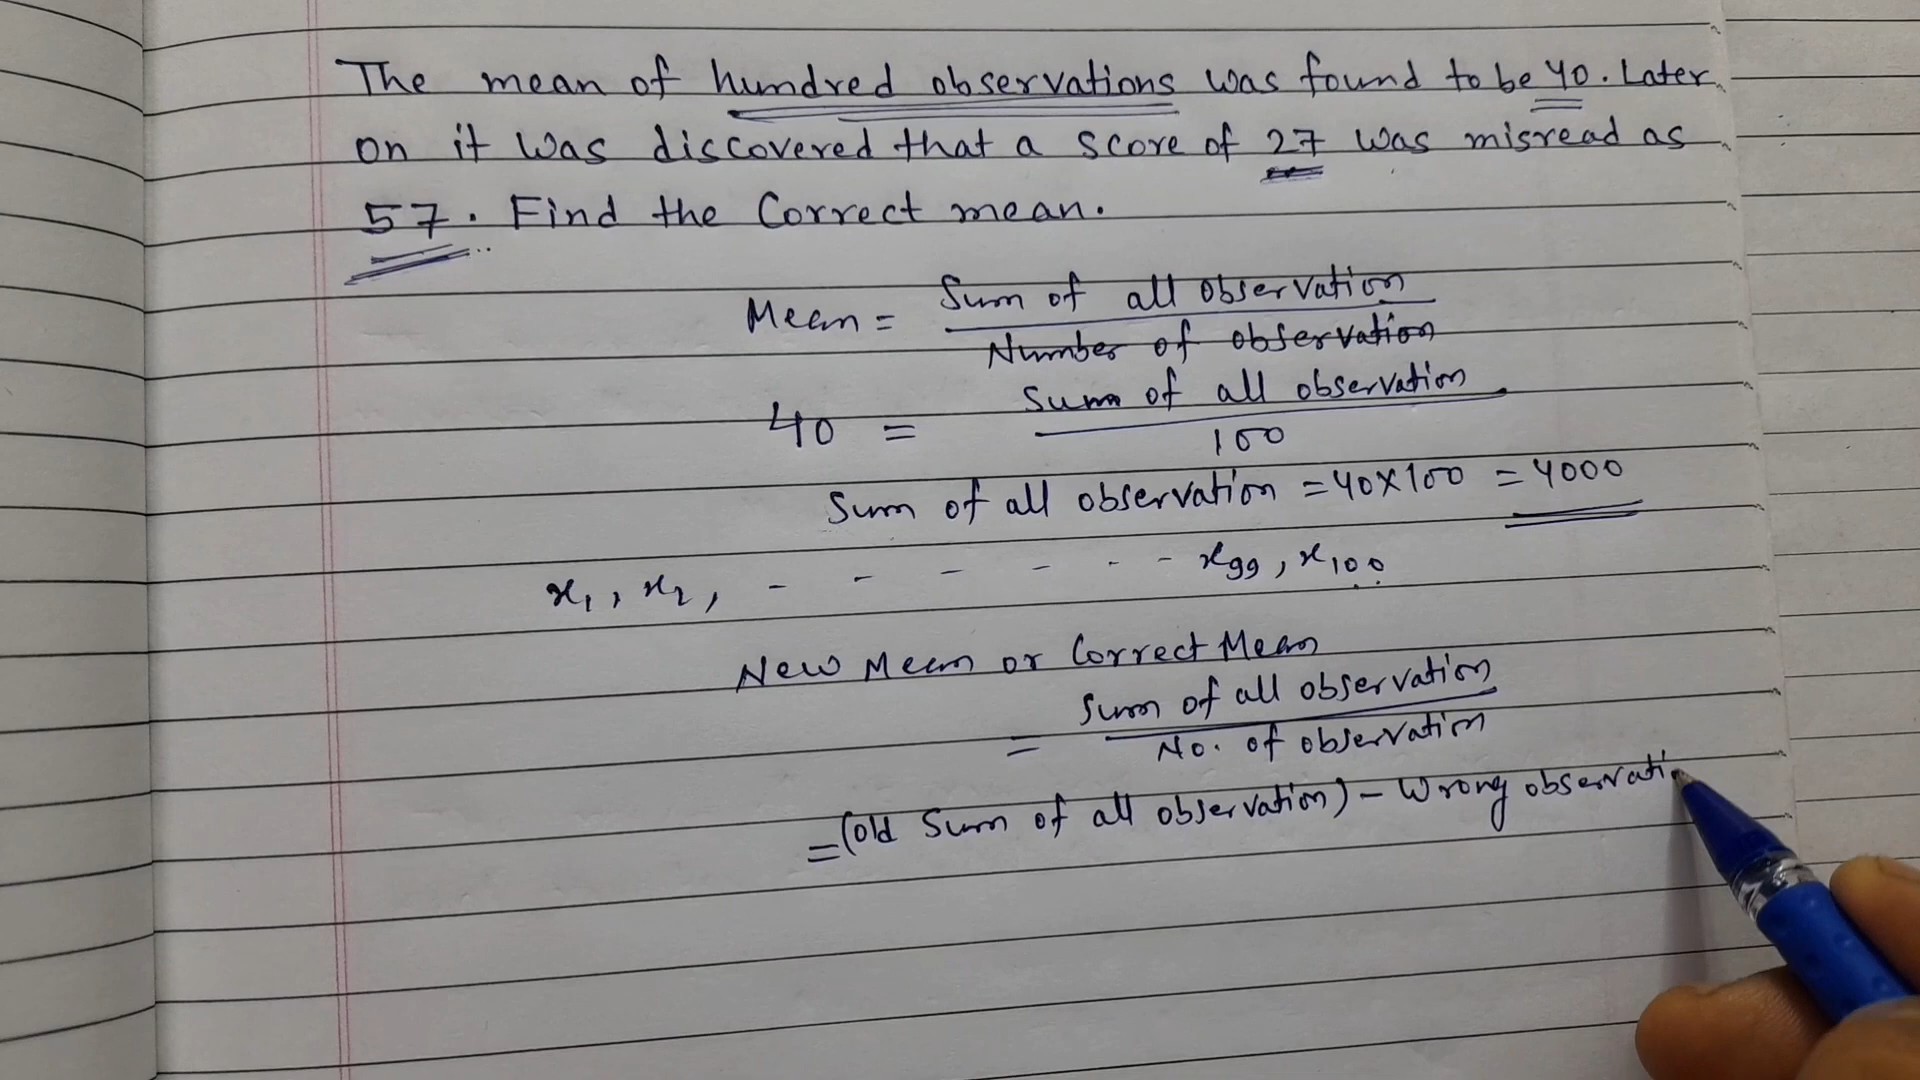 The mean of hundred observations was found to be 40. Later
on it was discovered that a score of 27 was misread as
57. Find the Correct mean.
Mean = Sum of all observation
Number of observation
40 = Sum of all observation
100
Sum of all observation = 40×100 = 4000
x₁, x₂, - - - - - - - x₉₉, x₁₀₀
New Mean or Correct Mean
= Sum of all observation
No. of observation
= (old Sum of all observation) - Wrong observati